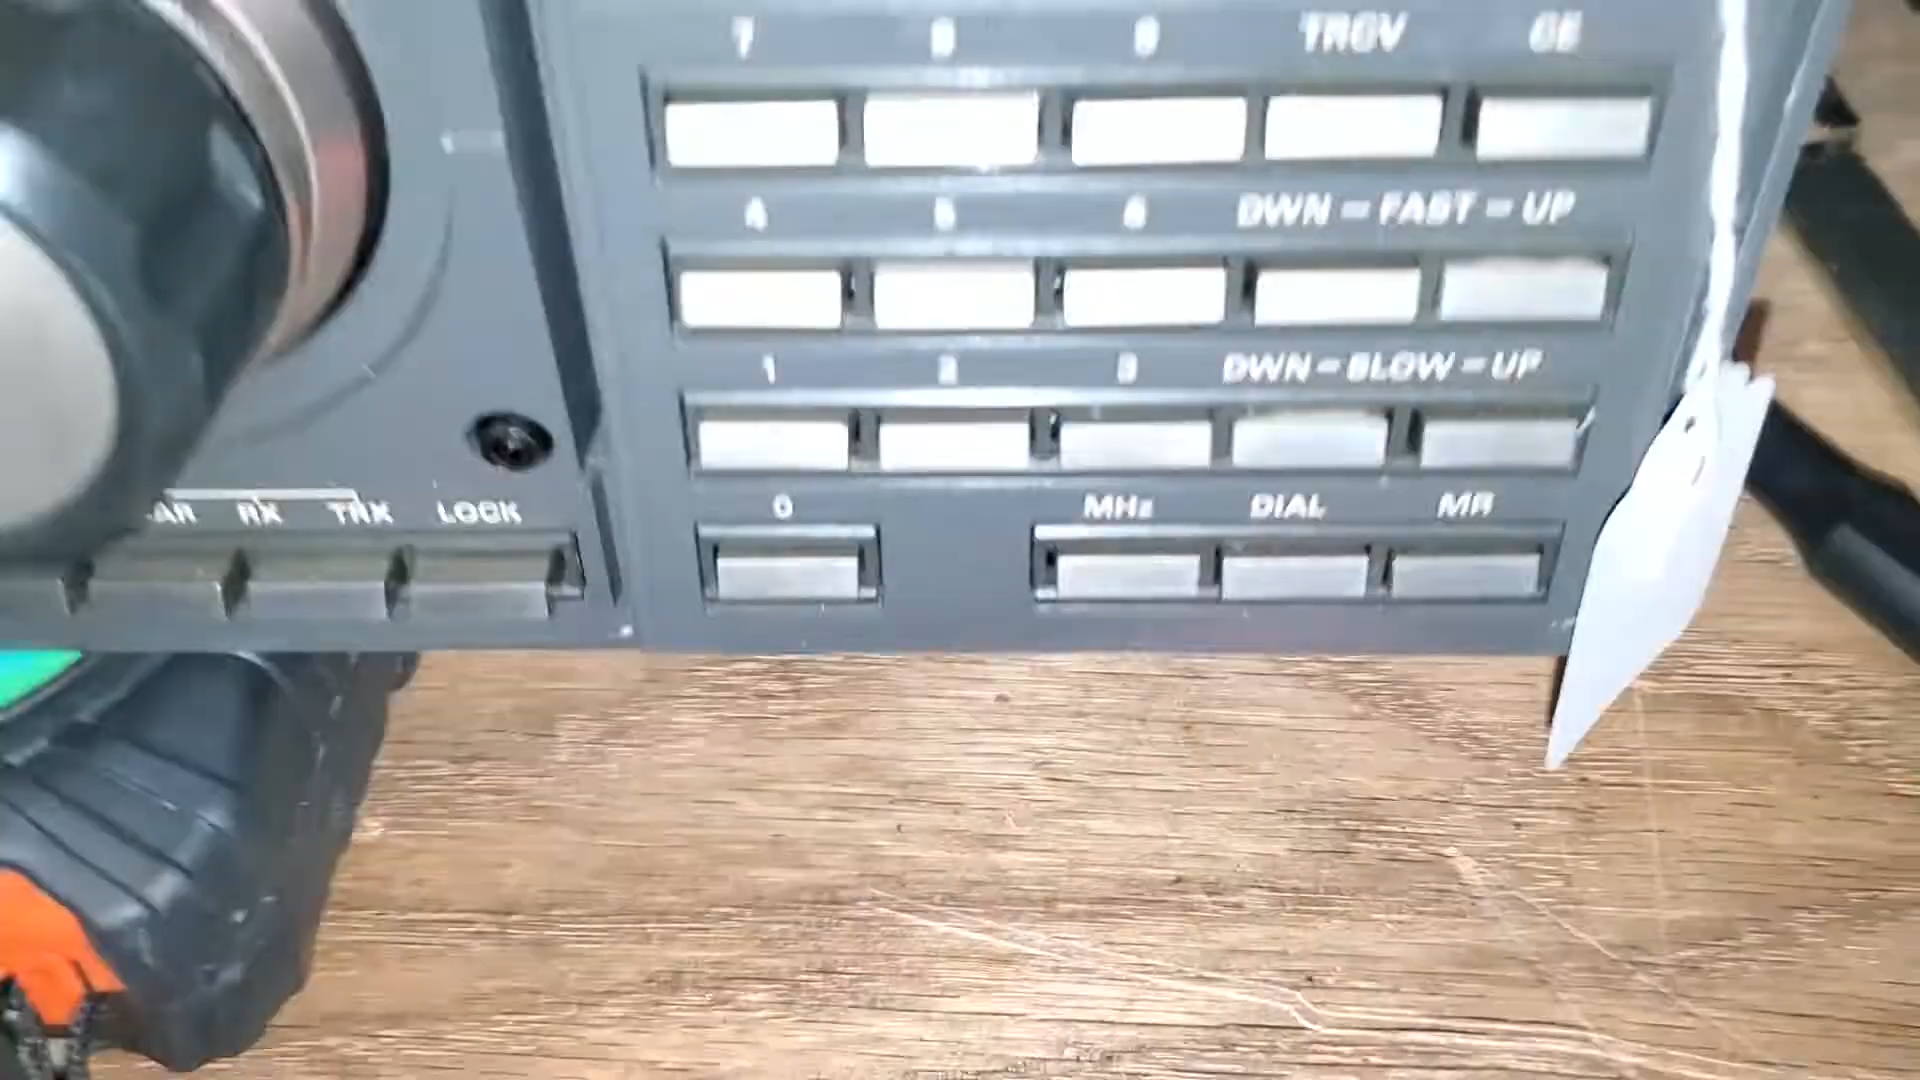 7 8 9 TRCV CE
4 5 6 DWN – FAST – UP
1 2 3 DWN – SLOW – UP
RX TRX LOCK 0 MHz DIAL MR